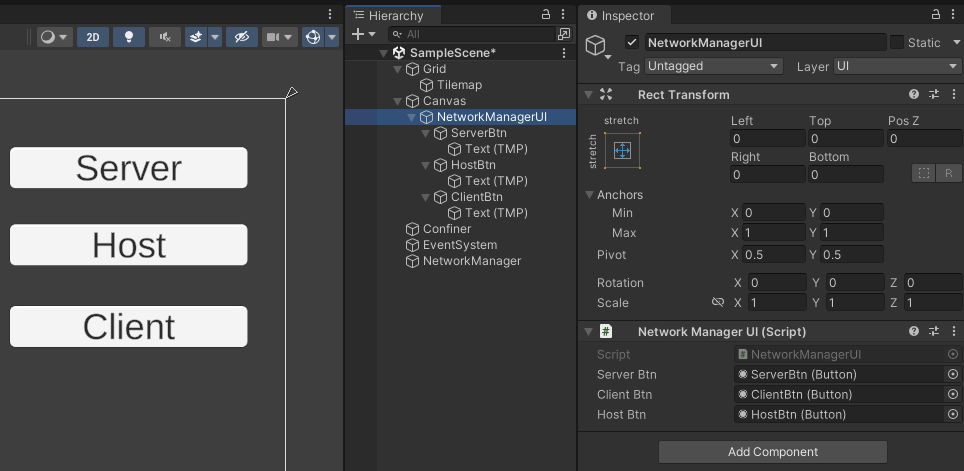 2D
Server
Host
Client
Hierarchy
All
SampleScene*
Grid
Tilemap
Canvas
NetworkManagerUI
ServerBtn
Text (TMP)
HostBtn
Text (TMP)
ClientBtn
Text (TMP)
Confiner
EventSystem
NetworkManager
Inspector
NetworkManagerUI Static
Tag Untagged Layer UI
Rect Transform
stretch
stretch
Left Top Pos Z
0 0 0
Right Bottom
0 0 R
Anchors
Min X 0 Y 0
Max X 1 Y 1
Pivot X 0.5 Y 0.5
Rotation X 0 Y 0 Z 0
Scale X 1 Y 1 Z 1
# Network Manager UI (Script)
Script # NetworkManagerUI
Server Btn ServerBtn (Button)
Client Btn ClientBtn (Button)
Host Btn HostBtn (Button)
Add Component